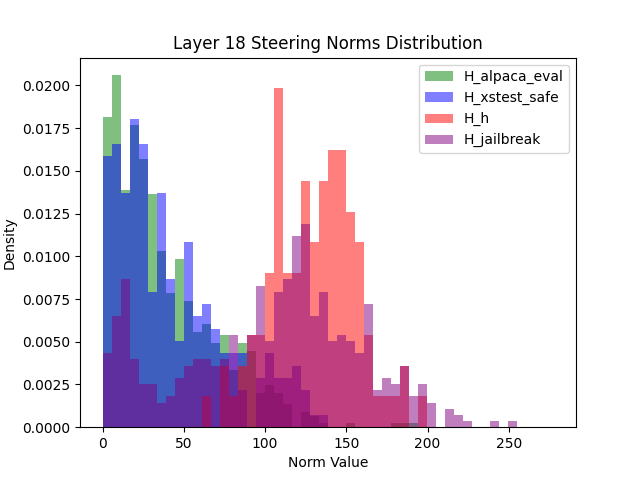 Layer 18 Steering Norms Distribution
H_alpaca_eval
H_xstest_safe
H_h
H_jailbreak
0.0200
0.0175
0.0150
0.0125
0.0100
0.0075
0.0050
0.0025
0.0000
Density
0 50 100 150 200 250
Norm Value